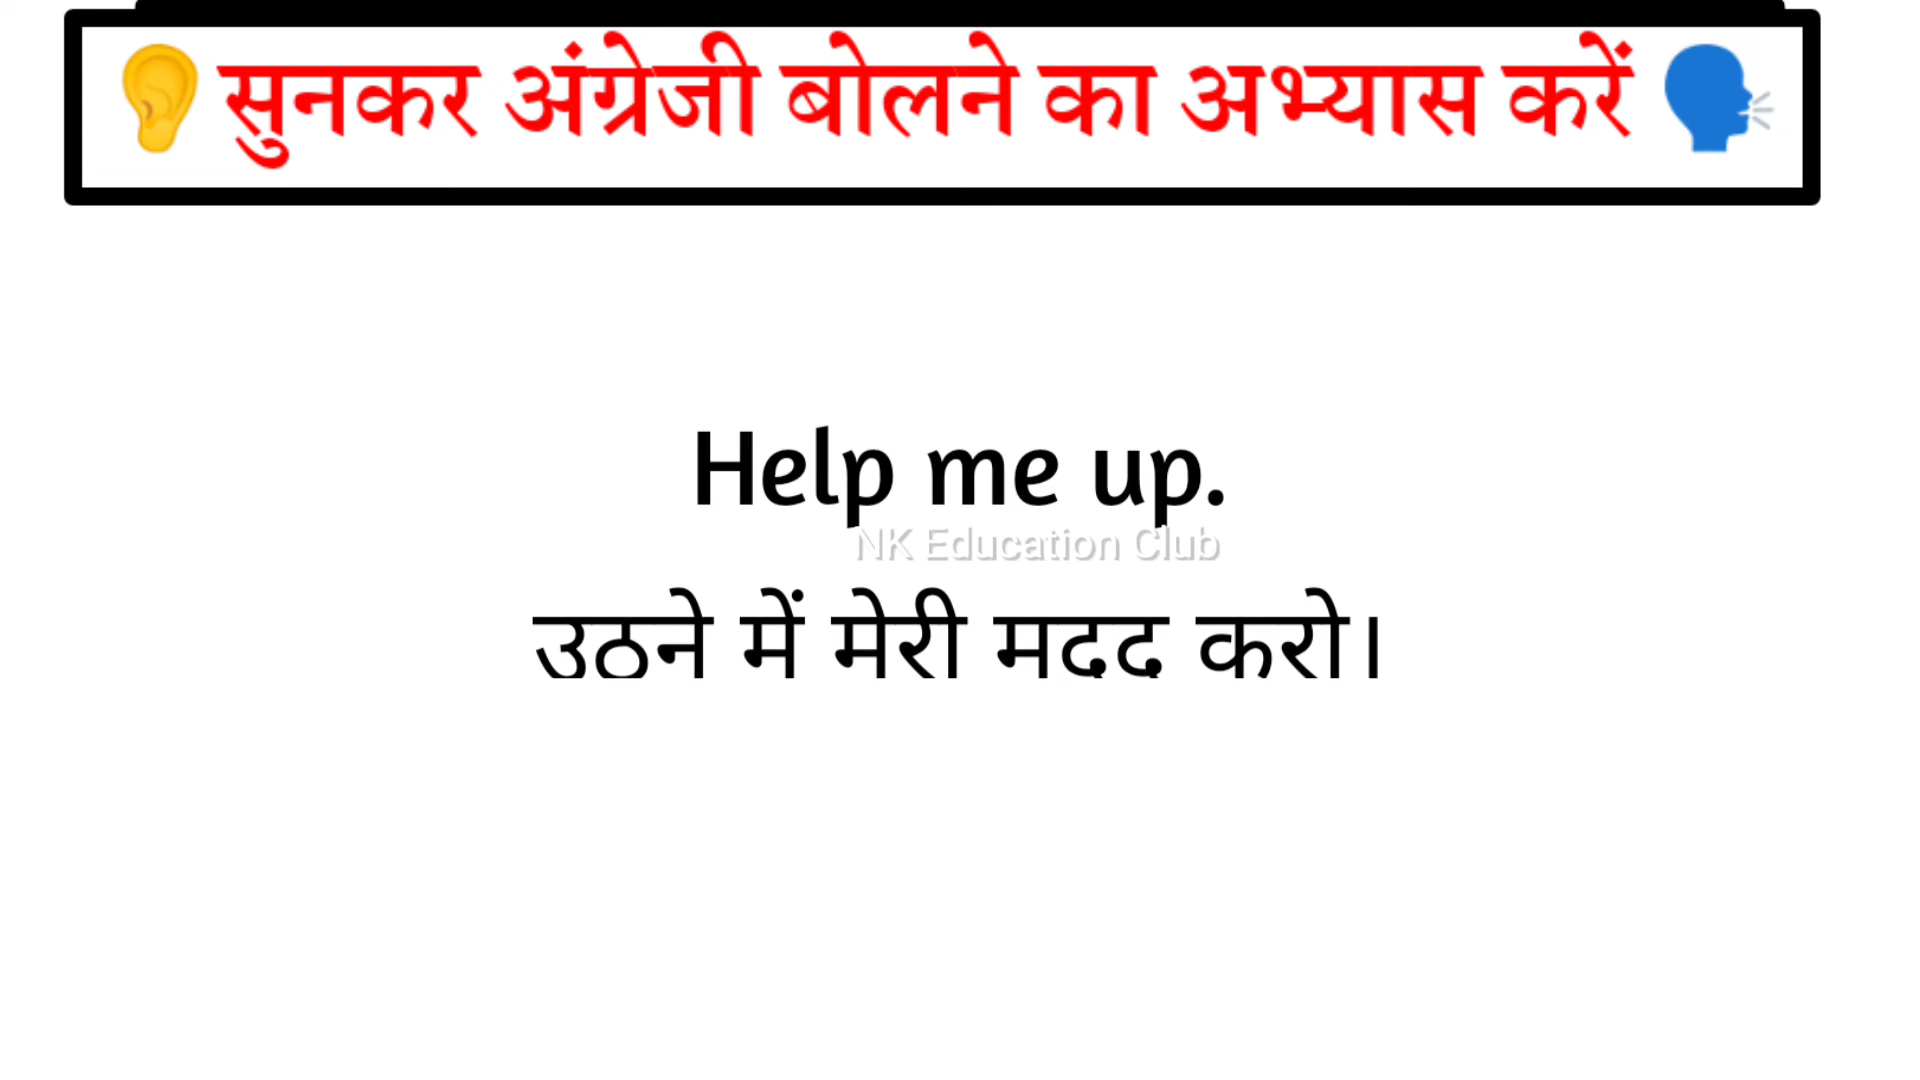 सुनकर अंग्रेजी बोलने का अभ्यास करें
Help me up.
NK Education Club
उठने में मेरी मदद करो।